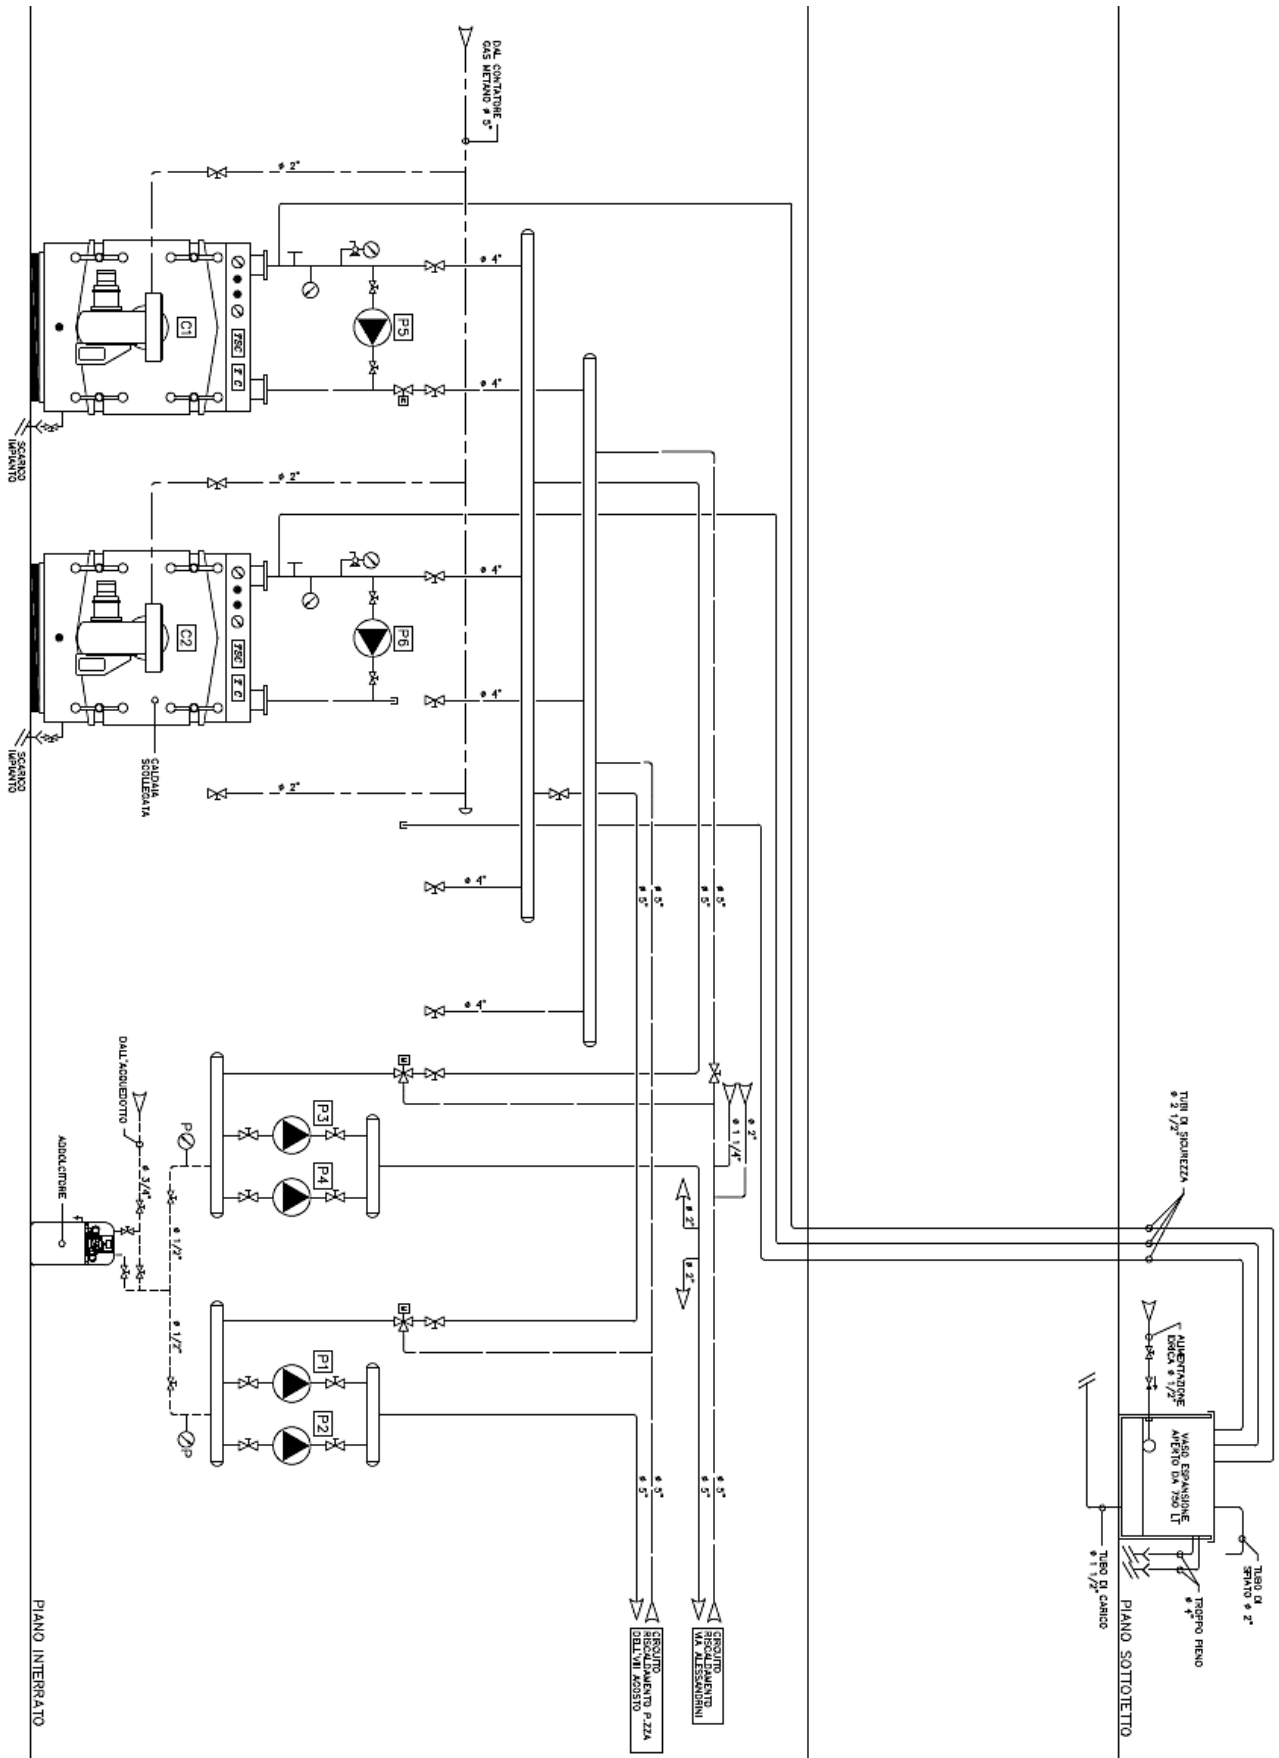 DAL CONTATORE
GAS METANO ø 5"
ø 2"
ø 4"
C1
TSC
T C
P5
ø 4"
SCARICO
IMPIANTO
ø 2"
ø 4"
C2
TSC
T C
P6
ø 4"
SCARICO
IMPIANTO
CALDAIA
SCOLLEGATA
ø 2"
ø 4"
ø 4"
ø 5"
ø 5"
ø 5"
ø 5"
DALL'ACQUEDOTTO
ø 3/4"
ADDOLCITORE
P
ø 1/2"
ø 1/2"
P
P3
P4
P1
P2
M
M
M
ø 2"
ø 1 1/4"
ø 2"
ø 2"
ø 5"
ø 5"
ø 5"
ø 5"
TUBI DI SICUREZZA
ø 2 1/2"
ALIMENTAZIONE
IDRICA ø 1/2"
VASO ESPANSIONE
APERTO DA 750 LT
TUBO DI
SFIATO ø 2"
TROPPO PIENO
ø 4"
TUBO DI CARICO
ø 1 1/2"
PIANO SOTTOTETTO
CIRCUITO
RISCALDAMENTO
VIA ALESSANDRINI
CIRCUITO
RISCALDAMENTO P.ZZA
DELL'VIII AGOSTO
PIANO INTERRATO